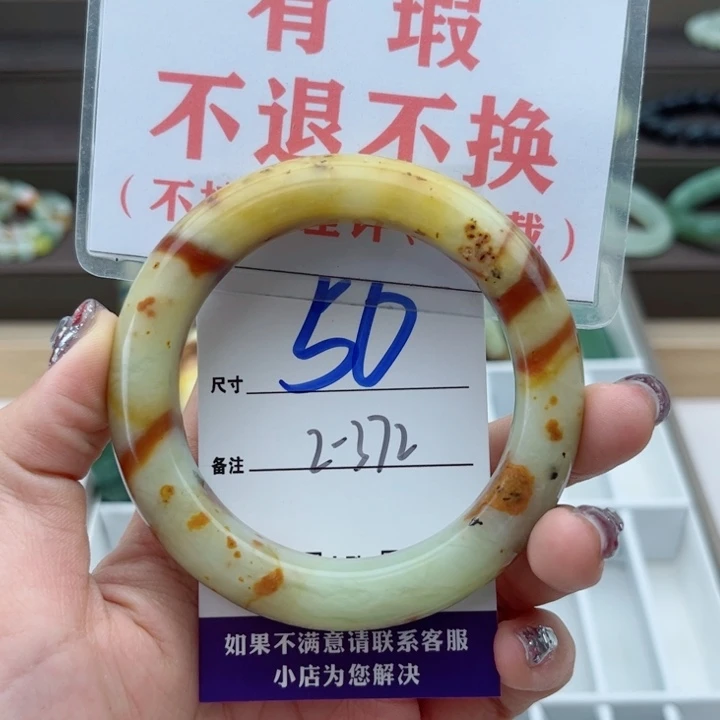 有 瑕
不退不换
尺寸 50
备注 2-372
如果不满意请联系客服
小店为您解决